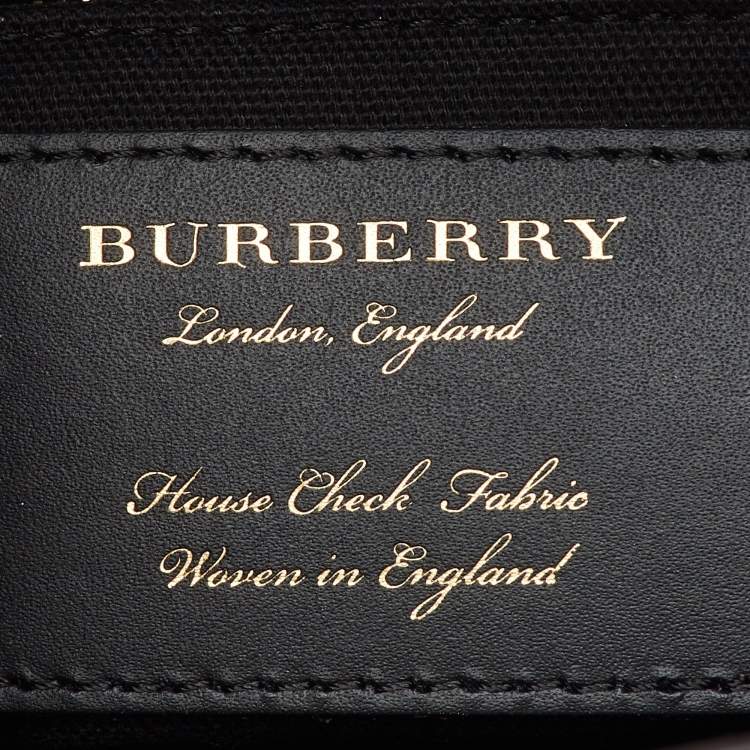 BURBERRY
London, England
House Check Fabric
Woven in England